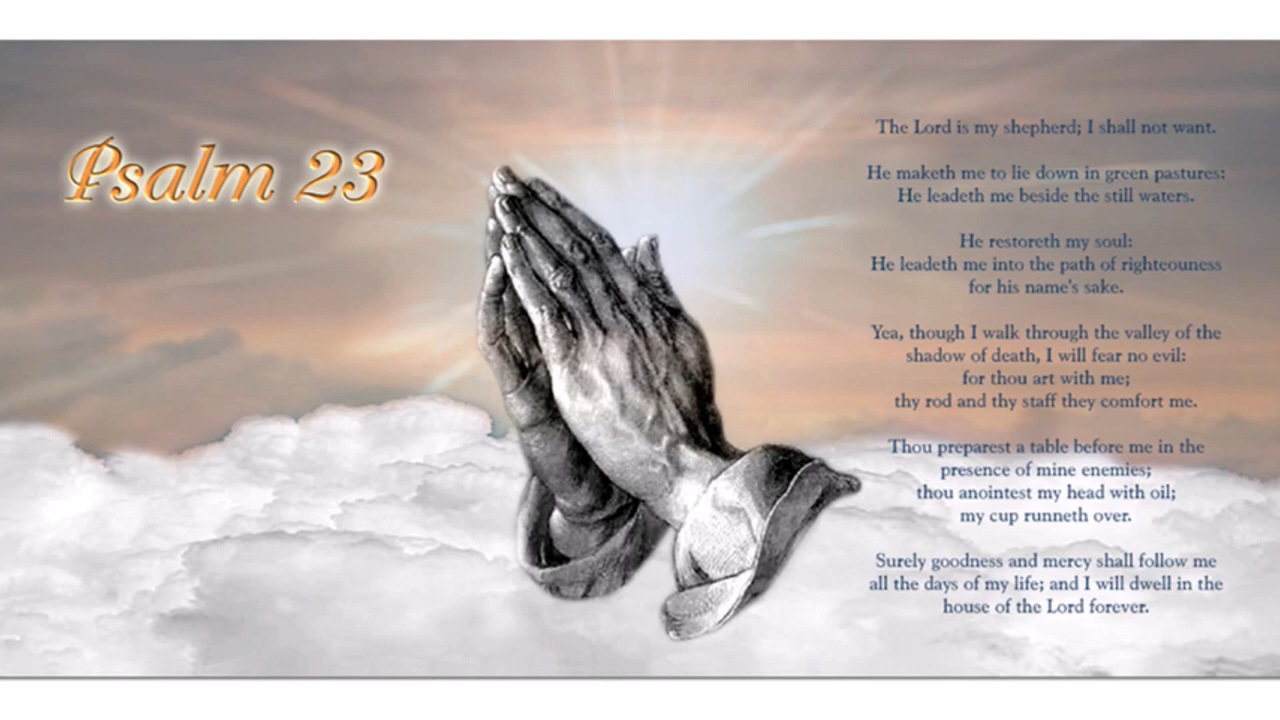 Psalm 23
The Lord is my shepherd; I shall not want.
He maketh me to lie down in green pastures:
He leadeth me beside the still waters.
He restoreth my soul:
He leadeth me into the path of righteouness
for his name's sake.
Yea, though I walk through the valley of the
shadow of death, I will fear no evil:
for thou art with me;
thy rod and thy staff they comfort me.
Thou preparest a table before me in the
presence of mine enemies;
thou anointest my head with oil;
my cup runneth over.
Surely goodness and mercy shall follow me
all the days of my life; and I will dwell in the
house of the Lord forever.